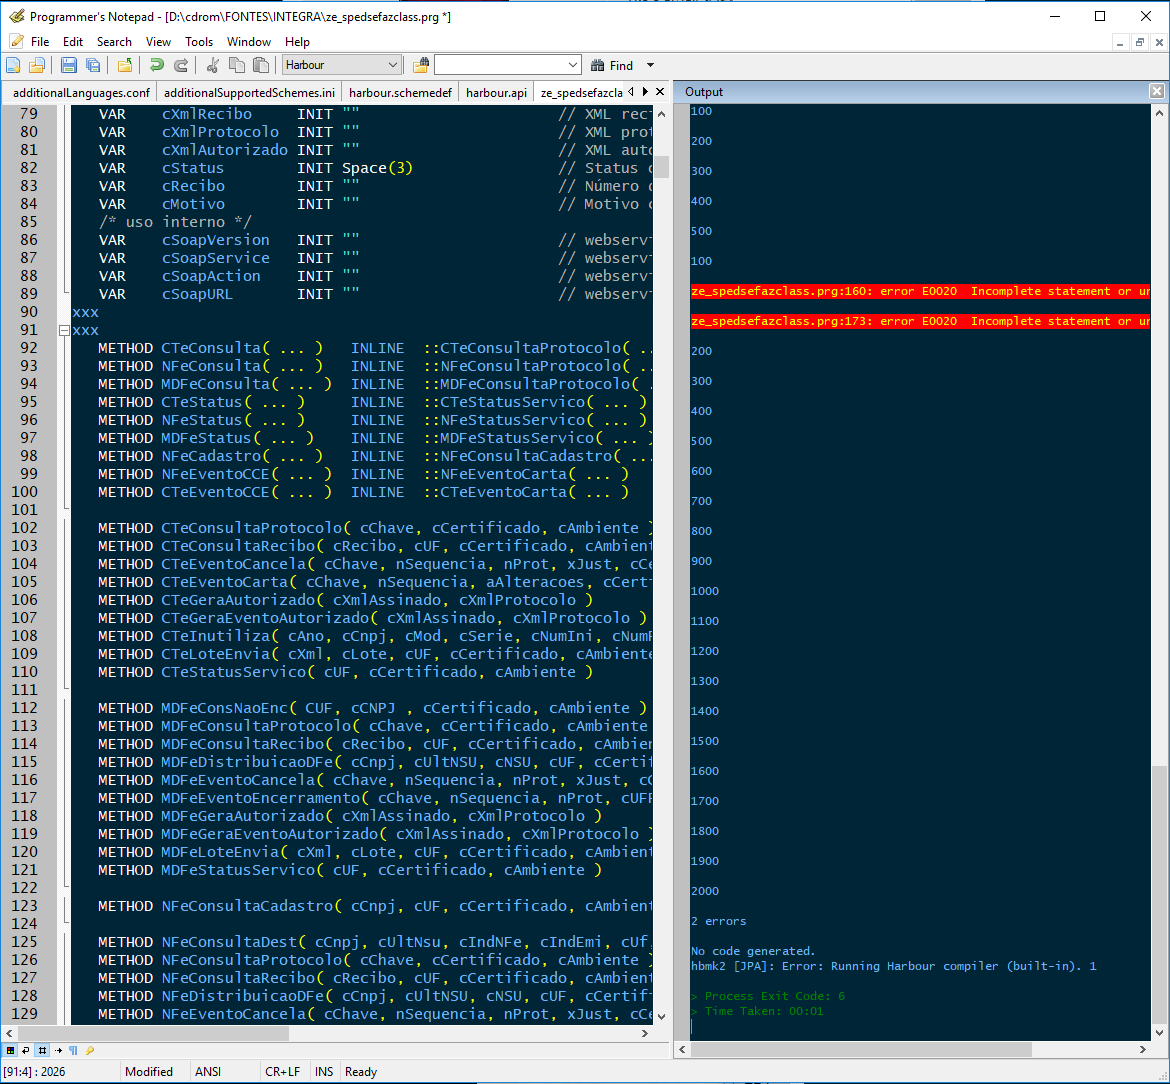 Programmer's Notepad - [D:\cdrom\FONTES\INTEGRA\ze_spedsefazclass.prg *]
File Edit Search View Tools Window Help
Harbour Find
additionalLanguages.conf additionalSupportedSchemes.ini harbour.schemedef harbour.api ze_spedsefazcla
79 VAR cXmlRecibo INIT "" // XML rec
80 VAR cXmlProtocolo INIT "" // XML prot
81 VAR cXmlAutorizado INIT "" // XML auto
82 VAR cStatus INIT Space(3) // Status
83 VAR cRecibo INIT "" // Número
84 VAR cMotivo INIT "" // Motivo
85 /* uso interno */
86 VAR cSoapVersion INIT "" // webserv
87 VAR cSoapService INIT "" // webserv
88 VAR cSoapAction INIT "" // webserv
89 VAR cSoapURL INIT "" // webserv
90 xxx
91 xxx
92 METHOD CTeConsulta( ... ) INLINE ::CTeConsultaProtocolo( ..
93 METHOD NFeConsulta( ... ) INLINE ::NFeConsultaProtocolo( ..
94 METHOD MDFeConsulta( ... ) INLINE ::MDFeConsultaProtocolo( .
95 METHOD CTeStatus( ... ) INLINE ::CTeStatusServico( ... )
96 METHOD NFeStatus( ... ) INLINE ::NFeStatusServico( ... )
97 METHOD MDFeStatus( ... ) INLINE ::MDFeStatusServico( ... )
98 METHOD NFeCadastro( ... ) INLINE ::NFeConsultaCadastro( ...
99 METHOD NFeEventoCCE( ... ) INLINE ::NFeEventoCarta( ... )
100 METHOD CTeEventoCCE( ... ) INLINE ::CTeEventoCarta( ... )
101
102 METHOD CTeConsultaProtocolo( cChave, cCertificado, cAmbiente )
103 METHOD CTeConsultaRecibo( cRecibo, cUF, cCertificado, cAmbient
104 METHOD CTeEventoCancela( cChave, nSequencia, nProt, xJust, cCe
105 METHOD CTeEventoCarta( cChave, nSequencia, aAlteracoes, cCert
106 METHOD CTeGeraAutorizado( cXmlAssinado, cXmlProtocolo )
107 METHOD CTeGeraEventoAutorizado( cXmlAssinado, cXmlProtocolo )
108 METHOD CTeInutiliza( cAno, cCnpj, cMod, cSerie, cNumIni, cNumF
109 METHOD CTeLoteEnvia( cXml, cLote, cUF, cCertificado, cAmbiente
110 METHOD CTeStatusServico( cUF, cCertificado, cAmbiente )
111
112 METHOD MDFeConsNaoEnc( CUF, cCNPJ , cCertificado, cAmbiente )
113 METHOD MDFeConsultaProtocolo( cChave, cCertificado, cAmbiente
114 METHOD MDFeConsultaRecibo( cRecibo, cUF, cCertificado, cAmbien
115 METHOD MDFeDistribuicaoDFe( cCnpj, cUltNSU, cNSU, cUF, cCertif
116 METHOD MDFeEventoCancela( cChave, nSequencia, nProt, xJust, cC
117 METHOD MDFeEventoEncerramento( cChave, nSequencia, nProt, cUFF
118 METHOD MDFeGeraAutorizado( cXmlAssinado, cXmlProtocolo )
119 METHOD MDFeGeraEventoAutorizado( cXmlAssinado, cXmlProtocolo )
120 METHOD MDFeLoteEnvia( cXml, cLote, cUF, cCertificado, cAmbient
121 METHOD MDFeStatusServico( cUF, cCertificado, cAmbiente )
122
123 METHOD NFeConsultaCadastro( cCnpj, cUF, cCertificado, cAmbient
124
125 METHOD NFeConsultaDest( cCnpj, cUltNsu, cIndNFe, cIndEmi, cUf,
126 METHOD NFeConsultaProtocolo( cChave, cCertificado, cAmbiente )
127 METHOD NFeConsultaRecibo( cRecibo, cUF, cCertificado, cAmbient
128 METHOD NFeDistribuicaoDFe( cCnpj, cUltNSU, cNSU, cUF, cCertif
129 METHOD NFeEventoCancela( cChave, nSequencia, nProt, xJust, cCe
Output
100
200
300
400
500
100
ze_spedsefazclass.prg:160: error E0020 Incomplete statement or un
ze_spedsefazclass.prg:173: error E0020 Incomplete statement or un
200
300
400
500
600
700
800
900
1000
1100
1200
1300
1400
1500
1600
1700
1800
1900
2000
2 errors
No code generated.
hbmk2 [JPA]: Error: Running Harbour compiler (built-in). 1
> Process Exit Code: 6
> Time Taken: 00:01
[91:4] : 2026 Modified ANSI CR+LF INS Ready